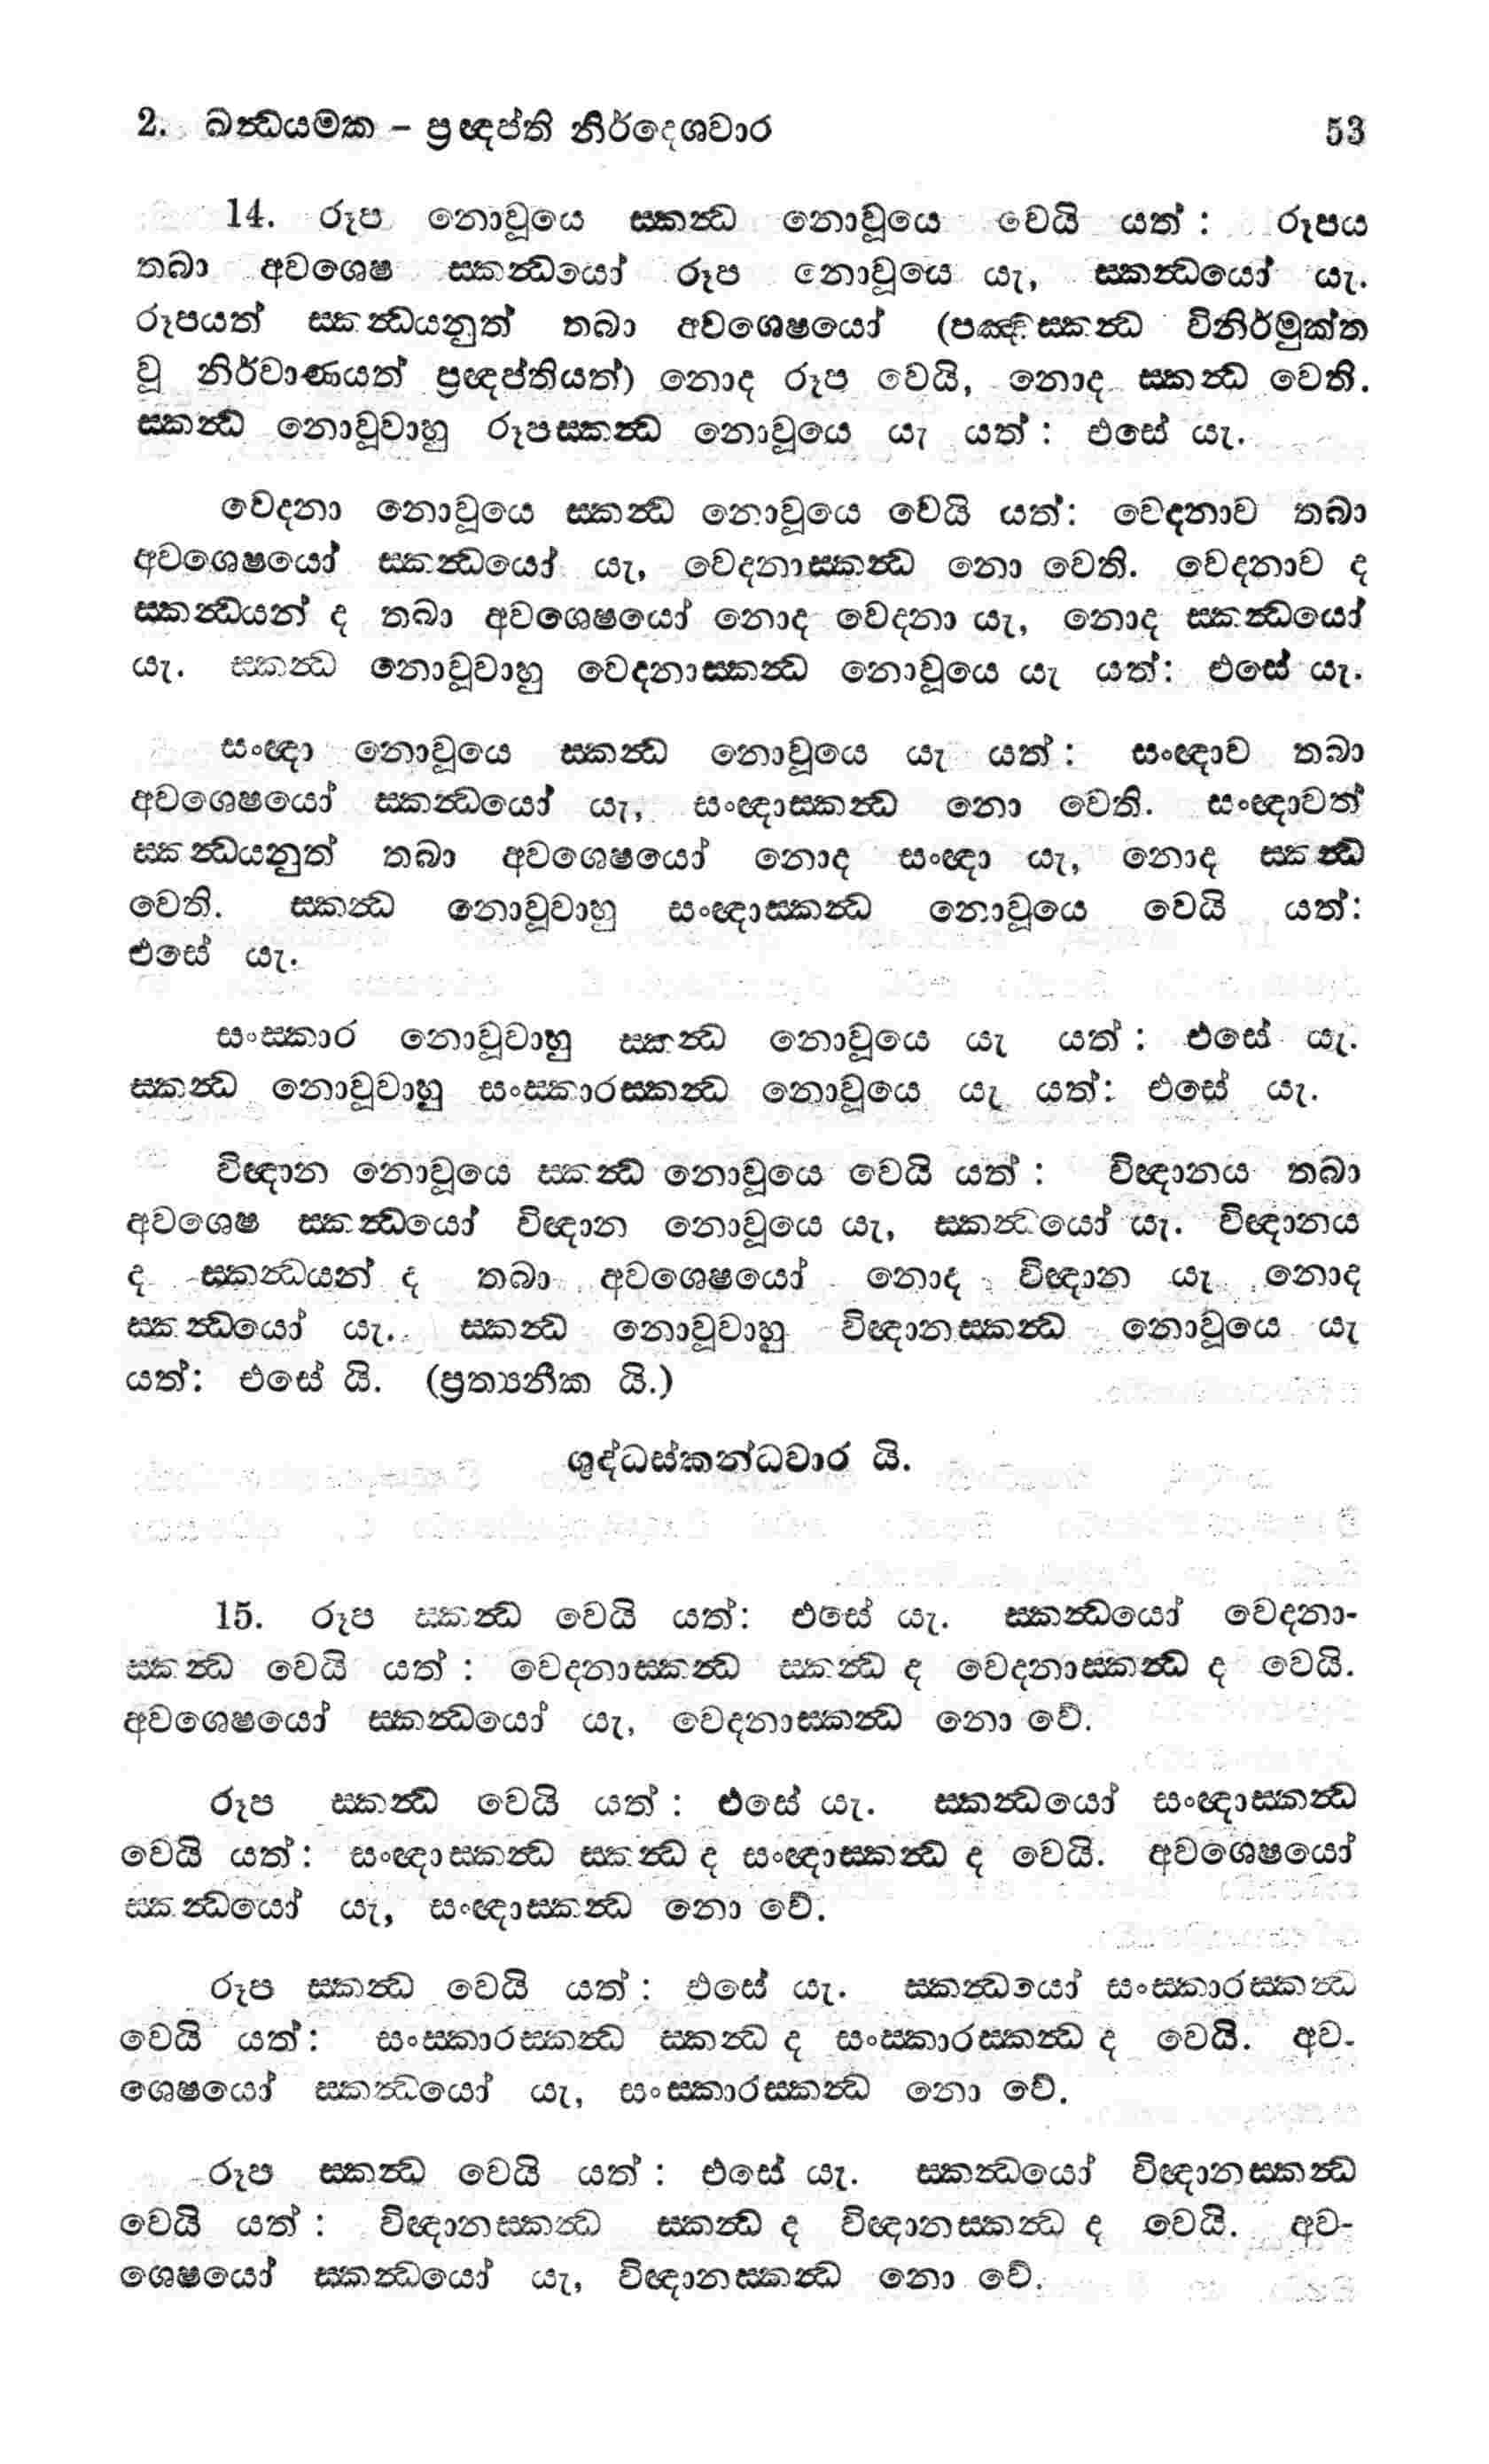 2. ඛන්‍ධයමක – ප්‍රඥප්ති නිර්දෙශවාර 53
14. රූප නොවූයෙ ස්කන්‍ධ නොවූයෙ වෙයි යත් : රූපය
තබා අවශෙෂ ස්කන්‍ධයෝ රූප නොවූයෙ යැ, ස්කන්‍ධයෝ යැ.
රූපයත් ස්කන්‍ධයනුත් තබා අවශෙෂයෝ (පඤ්චස්කන්‍ධ විනිර්මුක්ත
වූ නිර්වාණයත් ප්‍රඥප්තියත්) නොද රූප වෙයි, නොද ස්කන්‍ධ වෙති.
ස්කන්‍ධ නොවූවාහු රූපස්කන්‍ධ නොවූයෙ යැ යත් : එසේ යැ.
වෙදනා නොවූයෙ ස්කන්‍ධ නොවූයෙ වෙයි යත්: වෙදනාව තබා
අවශෙෂයෝ ස්කන්‍ධයෝ යැ, වෙදනාස්කන්‍ධ නො වෙති. වෙදනාව ද
ස්කන්‍ධයන් ද තබා අවශෙෂයෝ නොද වෙදනා යැ, නොද ස්කන්‍ධයෝ
යැ. ස්කන්‍ධ නොවූවාහු වෙදනාස්කන්‍ධ නොවූයෙ යැ යත්: එසේ යැ.
සංඥා නොවූයෙ ස්කන්‍ධ නොවූයෙ යැ යත් : සංඥාව තබා
අවශෙෂයෝ ස්කන්‍ධයෝ යැ, සංඥාස්කන්‍ධ නො වෙති. සංඥාවත්
ස්කන්‍ධයනුත් තබා අවශෙෂයෝ නොද සංඥා යැ, නොද ස්කන්‍ධ
වෙති. ස්කන්‍ධ නොවූවාහු සංඥාස්කන්‍ධ නොවූයෙ වෙයි යත්:
එසේ යැ.
සංස්කාර නොවූවාහු ස්කන්‍ධ නොවූයෙ යැ යත් : එසේ යැ.
ස්කන්‍ධ නොවූවාහු සංස්කාරස්කන්‍ධ නොවූයෙ යැ යත්: එසේ යැ.
විඥාන නොවූයෙ ස්කන්‍ධ නොවූයෙ වෙයි යත් : විඥානය තබා
අවශෙෂ ස්කන්‍ධයෝ විඥාන නොවූයෙ යැ, ස්කන්‍ධයෝ යැ. විඥානය
ද ස්කන්‍ධයන් ද තබා අවශෙෂයෝ නොද විඥාන යැ නොද
ස්කන්‍ධයෝ යැ. ස්කන්‍ධ නොවූවාහු විඥානස්කන්‍ධ නොවූයෙ යැ
යත්: එසේ යි. (ප්‍රත්‍යනීක යි.)
ශුද්ධස්කන්ධවාර යි.
15. රූප ස්කන්‍ධ වෙයි යත්: එසේ යැ. ස්කන්‍ධයෝ වෙදනා-
ස්කන්‍ධ වෙයි යත් : වෙදනාස්කන්‍ධ ස්කන්‍ධ ද වෙදනාස්කන්‍ධ ද වෙයි.
අවශෙෂයෝ ස්කන්‍ධයෝ යැ, වෙදනාස්කන්‍ධ නො වේ.
රූප ස්කන්‍ධ වෙයි යත් : එසේ යැ. ස්කන්‍ධයෝ සංඥාස්කන්‍ධ
වෙයි යත්: සංඥාස්කන්‍ධ ස්කන්‍ධ ද සංඥාස්කන්‍ධ ද වෙයි. අවශෙෂයෝ
ස්කන්‍ධයෝ යැ, සංඥාස්කන්‍ධ නො වේ.
රූප ස්කන්‍ධ වෙයි යත් : එසේ යැ. ස්කන්‍ධයෝ සංස්කාරස්කන්‍ධ
වෙයි යත්: සංස්කාරස්කන්‍ධ ස්කන්‍ධ ද සංස්කාරස්කන්‍ධ ද වෙයි. අව-
ශෙෂයෝ ස්කන්‍ධයෝ යැ, සංස්කාරස්කන්‍ධ නො වේ.
රූප ස්කන්‍ධ වෙයි යත් : එසේ යැ. ස්කන්‍ධයෝ විඥානස්කන්‍ධ
වෙයි යත් : විඥානස්කන්‍ධ ස්කන්‍ධ ද විඥානස්කන්‍ධ ද වෙයි. අව-
ශෙෂයෝ ස්කන්‍ධයෝ යැ, විඥානස්කන්‍ධ නො වේ.